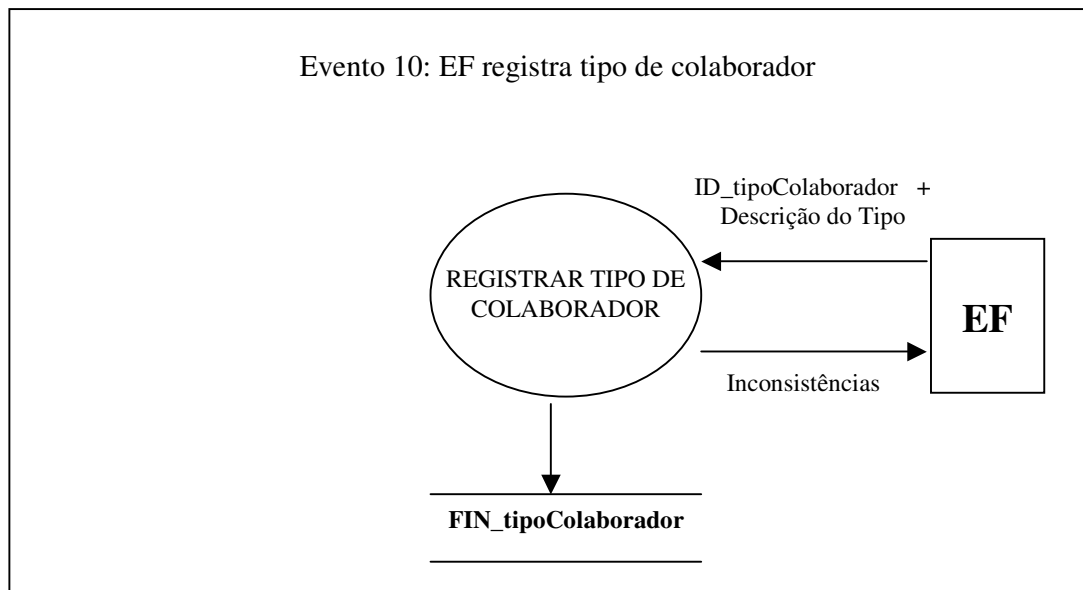 Evento 10: EF registra tipo de colaborador
ID_tipoColaborador +
Descrição do Tipo
REGISTRAR TIPO DE
COLABORADOR
EF
Inconsistências
FIN_tipoColaborador